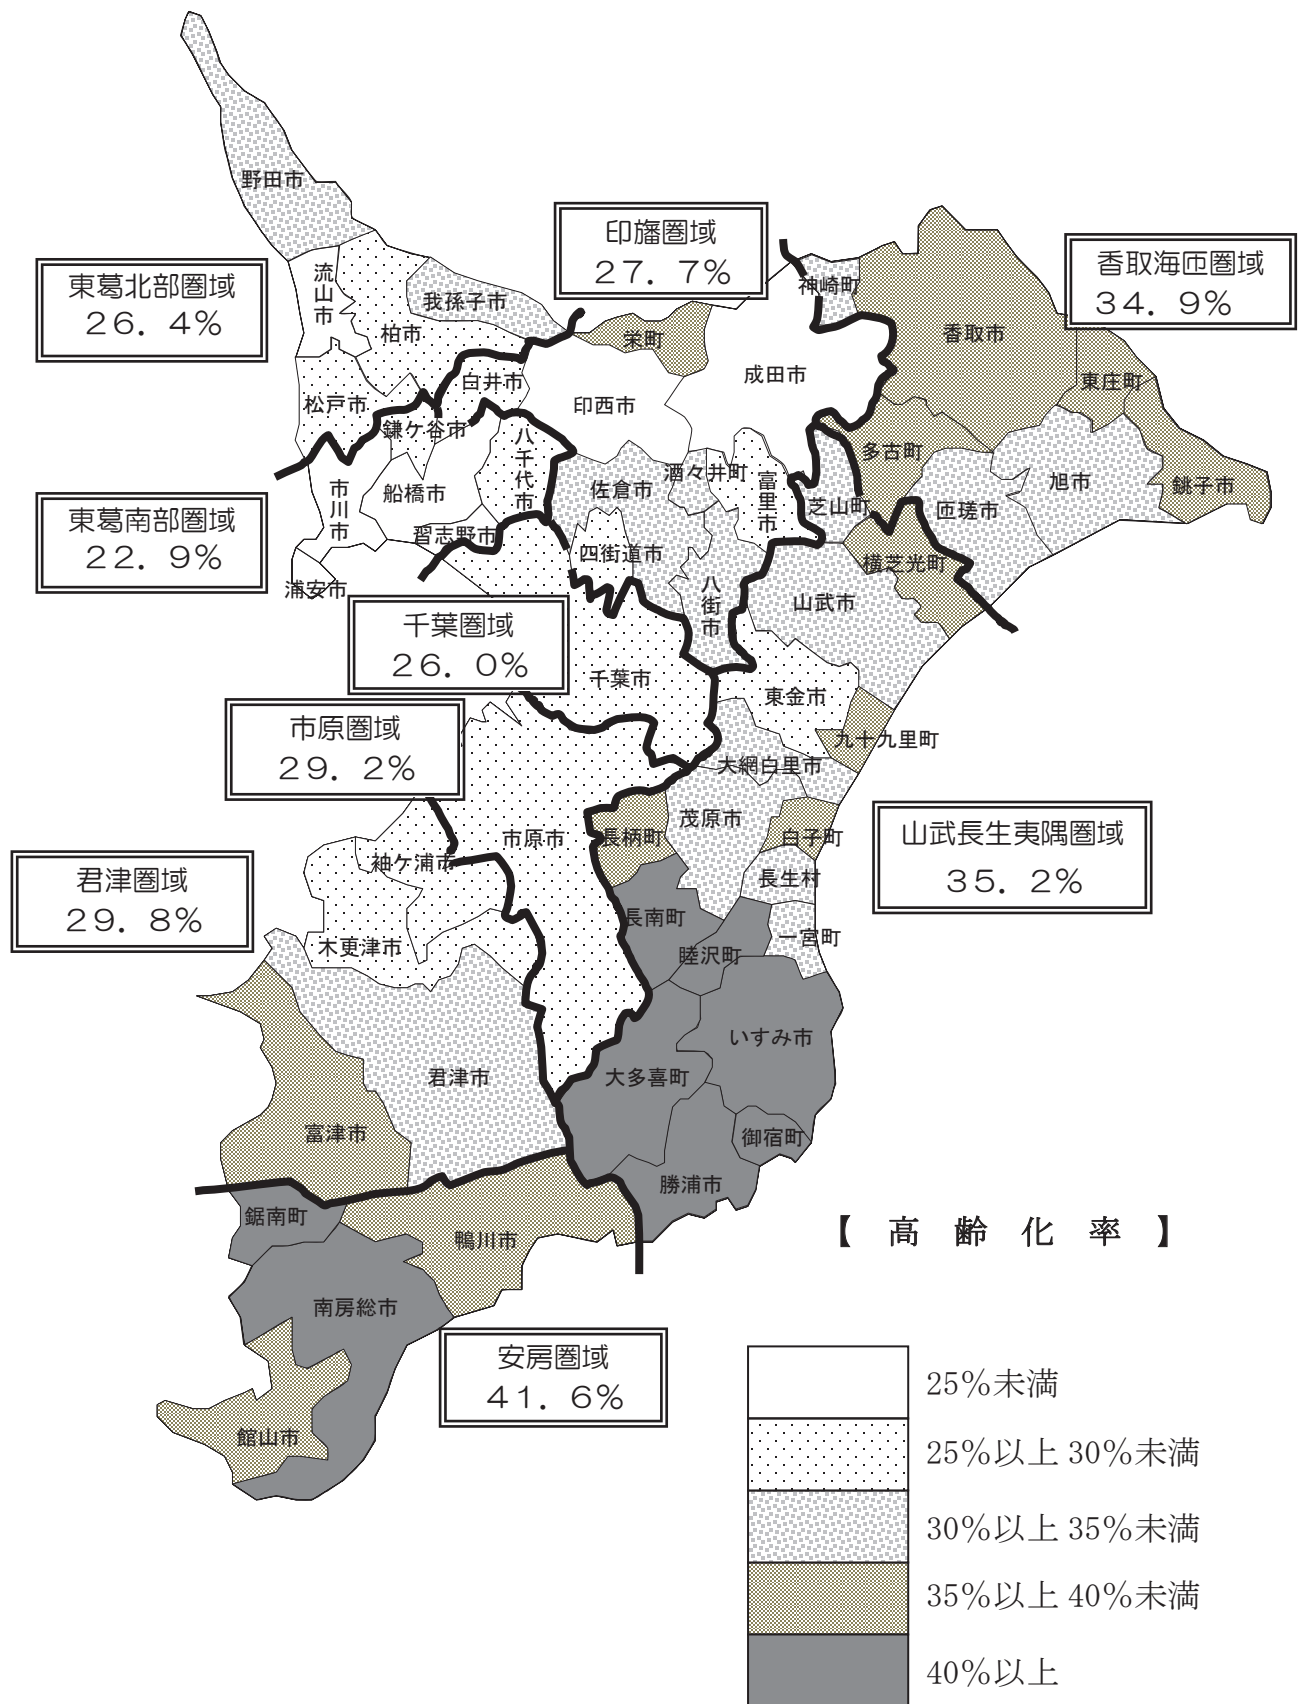 野田市
印旛圏域
27．7％
香取海匝圏域
34．9％
東葛北部圏域
26．4％
流山市
我孫子市
柏市
神崎町
香取市
栄町
成田市
東庄町
白井市
印西市
松戸市
鎌ケ谷市
八千代市
多古町
酒々井町
富里市
佐倉市
船橋市
市川市
芝山町
匝瑳市
旭市
銚子市
東葛南部圏域
22．9％
習志野市
四街道市
横芝光町
浦安市
八街市
山武市
千葉圏域
26．0％
千葉市
東金市
市原圏域
29．2％
九十九里町
大網白里市
茂原市
白子町
長柄町
市原市
山武長生夷隅圏域
35．2％
袖ケ浦市
君津圏域
29．8％
長生村
長南町
一宮町
木更津市
睦沢町
いすみ市
君津市
大多喜町
富津市
御宿町
勝浦市
鋸南町
鴨川市
【 高 齢 化 率 】
南房総市
安房圏域
41．6％
館山市
25％未満
25％以上 30％未満
30％以上 35％未満
35％以上 40％未満
40％以上